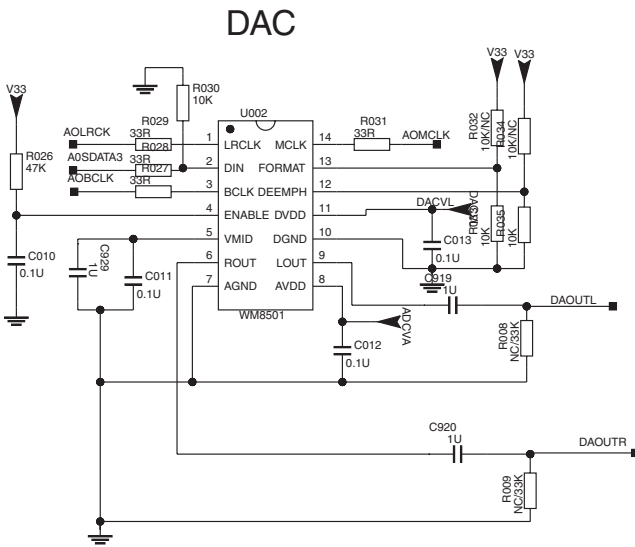 DAC
V33
V33
V33
R030
10K
U002
R029
33R
R028
33R
R027
33R
AOLRCK
A0SDATA3
AOBCLK
R026
47K
1 LRCLK
2 DIN
3 BCLK
4 ENABLE
5 VMID
6 ROUT
7 AGND
MCLK 14
FORMAT 13
DEEMPH 12
DVDD 11
DGND 10
LOUT 9
AVDD 8
WM8501
R031
33R
AOMCLK
R032
10K/NC
R034
10K/NC
DACVL
10K
R035
10K
C010
0.1U
C929
1U
C011
0.1U
C013
0.1U
C919
1U
DAOUTL
R008
NC/33K
ADCVA
C012
0.1U
C920
1U
DAOUTR
R009
NC/33K